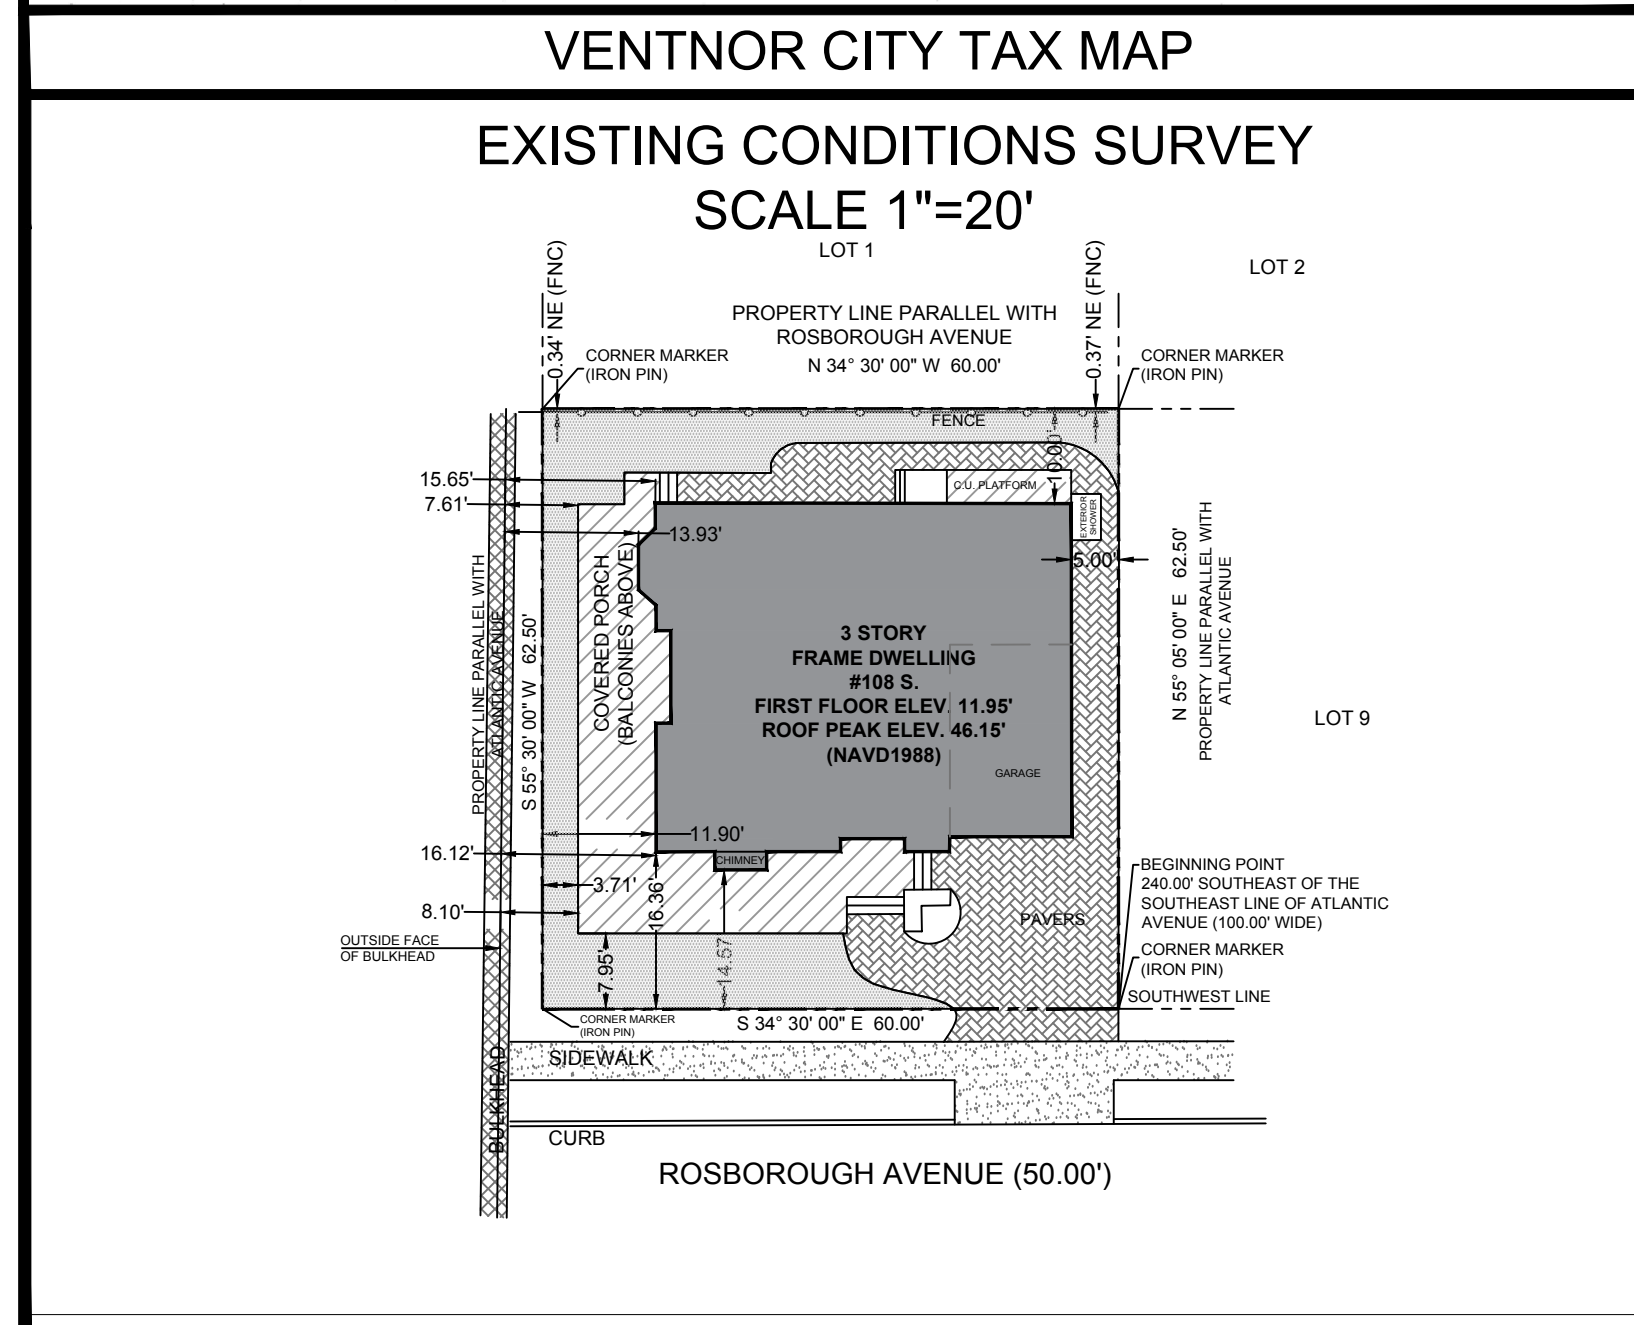 VENTNOR CITY TAX MAP
EXISTING CONDITIONS SURVEY
SCALE 1"=20'
LOT 1
LOT 2
0.34' NE (FNC)
0.37' NE (FNC)
PROPERTY LINE PARALLEL WITH
ROSBOROUGH AVENUE
N 34° 30' 00" W 60.00'
CORNER MARKER
(IRON PIN)
CORNER MARKER
(IRON PIN)
FENCE
10.00'
15.65'
7.61'
C.U. PLATFORM
EXTERIOR
SHOWER
13.93'
5.00'
PROPERTY LINE PARALLEL WITH
ATLANTIC AVENUE
S 55° 30' 00" W 62.50'
COVERED PORCH
(BALCONIES ABOVE)
3 STORY
FRAME DWELLING
#108 S.
FIRST FLOOR ELEV. 11.95'
ROOF PEAK ELEV. 46.15'
(NAVD1988)
GARAGE
N 55° 05' 00" E 62.50'
PROPERTY LINE PARALLEL WITH
ATLANTIC AVENUE
LOT 9
11.90'
16.12'
CHIMNEY
3.71'
16.36'
8.10'
14.57'
7.95'
PAVERS
OUTSIDE FACE
OF BULKHEAD
BEGINNING POINT
240.00' SOUTHEAST OF THE
SOUTHEAST LINE OF ATLANTIC
AVENUE (100.00' WIDE)
CORNER MARKER
(IRON PIN)
SOUTHWEST LINE
CORNER MARKER
(IRON PIN)
S 34° 30' 00" E 60.00'
BULKHEAD
SIDEWALK
CURB
ROSBOROUGH AVENUE (50.00')